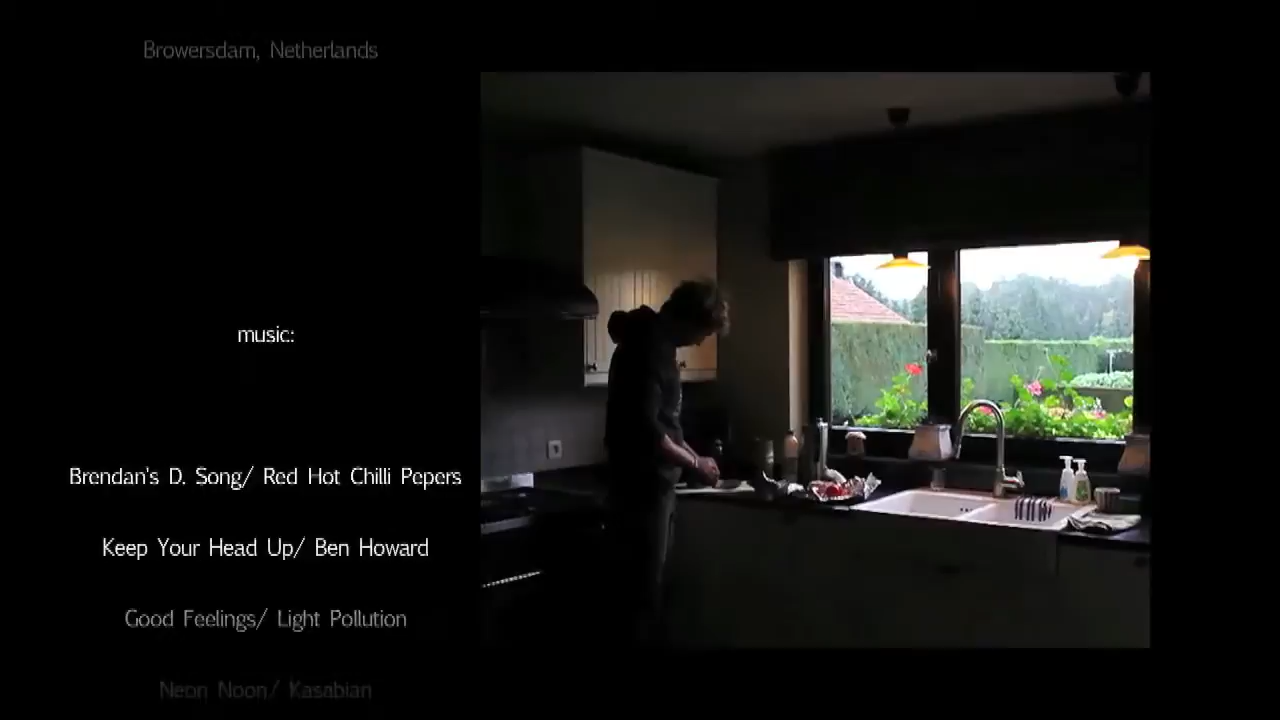 Browersdam, Netherlands
music:
Brendan's D. Song/ Red Hot Chilli Pepers
Keep Your Head Up/ Ben Howard
Good Feelings/ Light Pollution
Neon Noon/ Kasabian